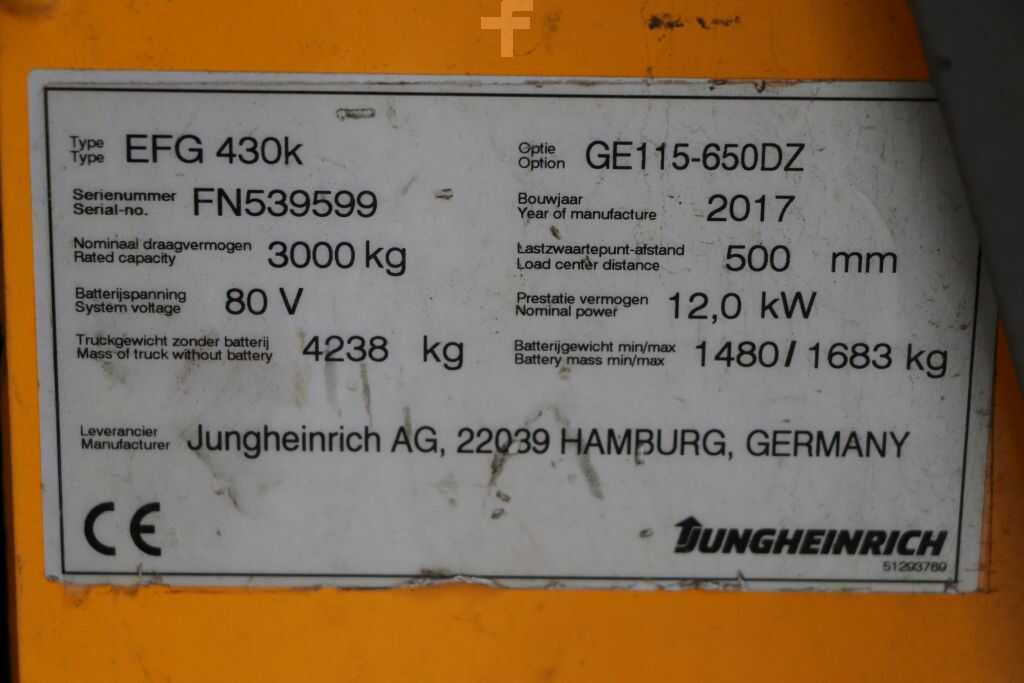 f
Type EFG 430k
Type
Optie GE115-650DZ
Option
Serienummer FN539599
Serial-no.
Bouwjaar 2017
Year of manufacture
Nominaal draagvermogen 3000 kg
Rated capacity
Lastzwaartepunt-afstand 500 mm
Load center distance
Batterijspanning 80 V
System voltage
Prestatie vermogen 12,0 kW
Nominal power
Truckgewicht zonder batterij 4238 kg
Mass of truck without battery
Batterijgewicht min/max 1480 / 1683 kg
Battery mass min/max
Leverancier Jungheinrich AG, 22039 HAMBURG, GERMANY
Manufacturer
CE
JUNGHEINRICH
51293769